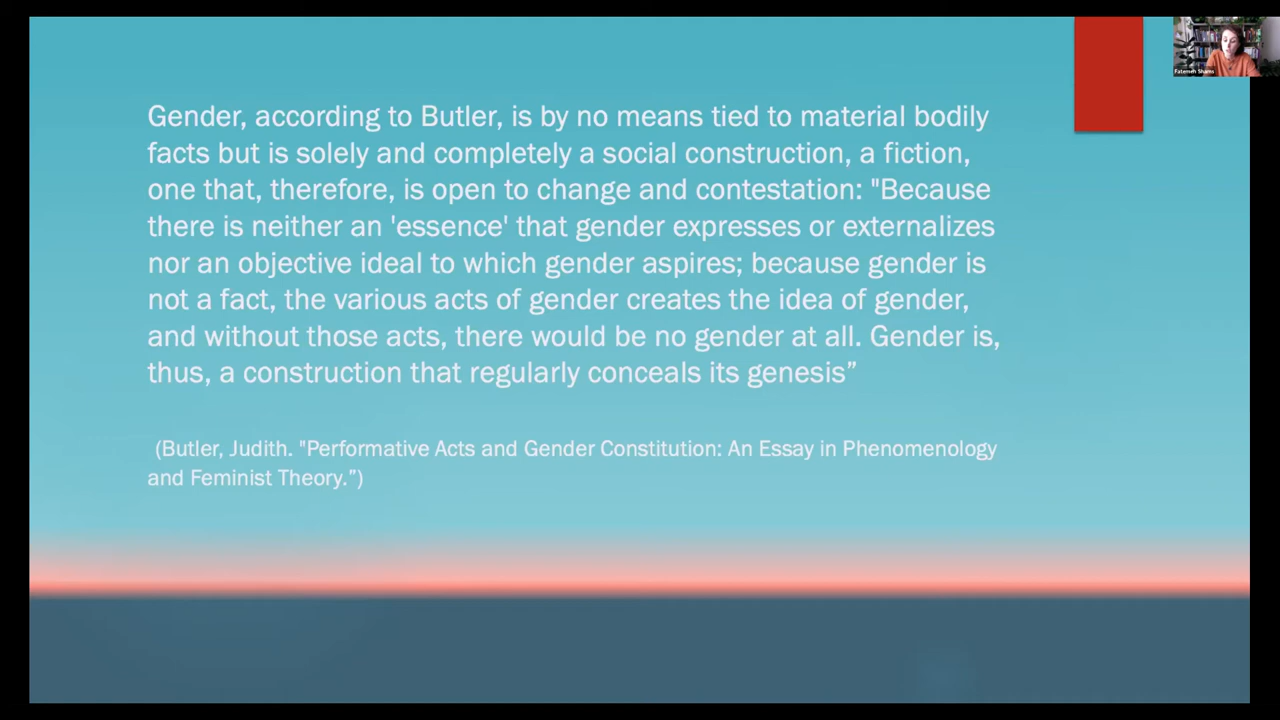 Fatemeh Shams
Gender, according to Butler, is by no means tied to material bodily
facts but is solely and completely a social construction, a fiction,
one that, therefore, is open to change and contestation: "Because
there is neither an 'essence' that gender expresses or externalizes
nor an objective ideal to which gender aspires; because gender is
not a fact, the various acts of gender creates the idea of gender,
and without those acts, there would be no gender at all. Gender is,
thus, a construction that regularly conceals its genesis”
(Butler, Judith. "Performative Acts and Gender Constitution: An Essay in Phenomenology
and Feminist Theory.”)